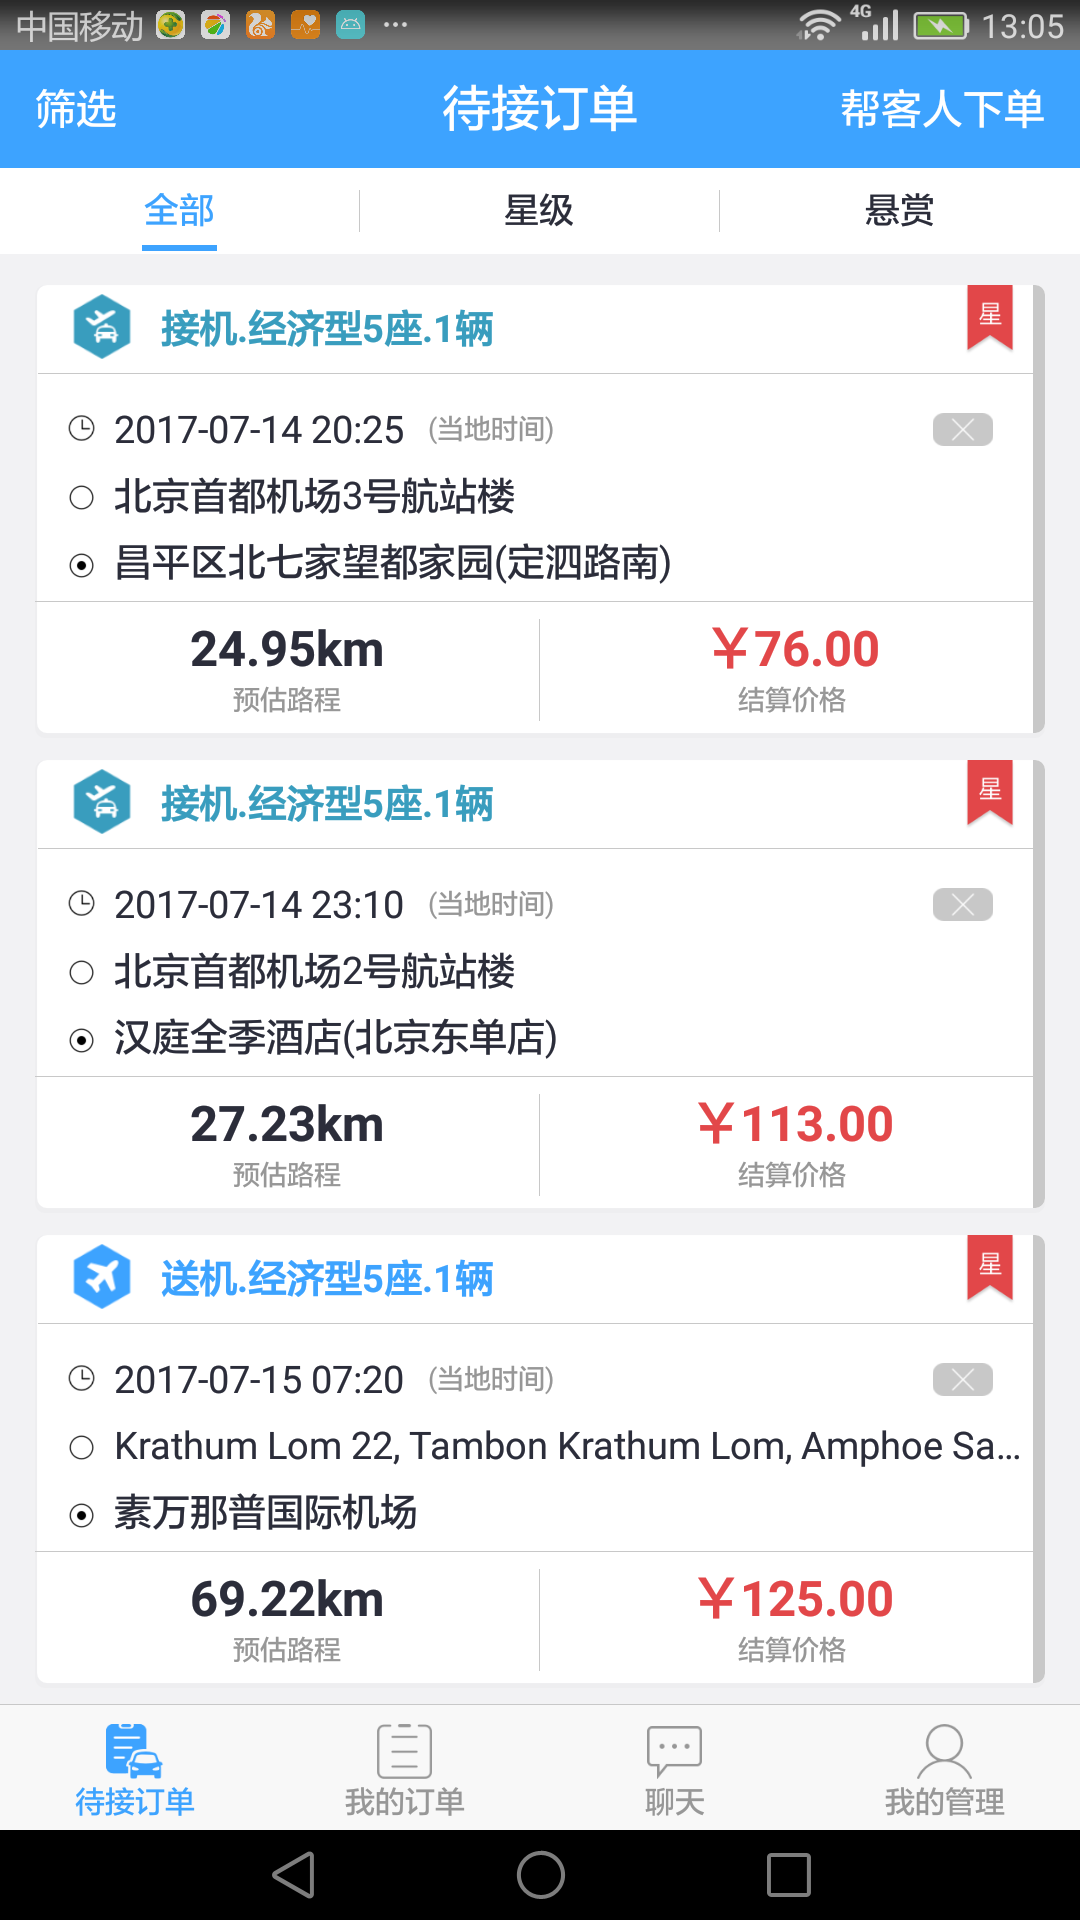 中国移动 ... 4G 13:05
筛选 待接订单 帮客人下单
全部 星级 悬赏
接机.经济型5座.1辆 星
2017-07-14 20:25 (当地时间)
北京首都机场3号航站楼
昌平区北七家望都家园(定泗路南)
24.95km ￥76.00
预估路程 结算价格
接机.经济型5座.1辆 星
2017-07-14 23:10 (当地时间)
北京首都机场2号航站楼
汉庭全季酒店(北京东单店)
27.23km ￥113.00
预估路程 结算价格
送机.经济型5座.1辆 星
2017-07-15 07:20 (当地时间)
Krathum Lom 22, Tambon Krathum Lom, Amphoe Sa...
素万那普国际机场
69.22km ￥125.00
预估路程 结算价格
待接订单 我的订单 聊天 我的管理